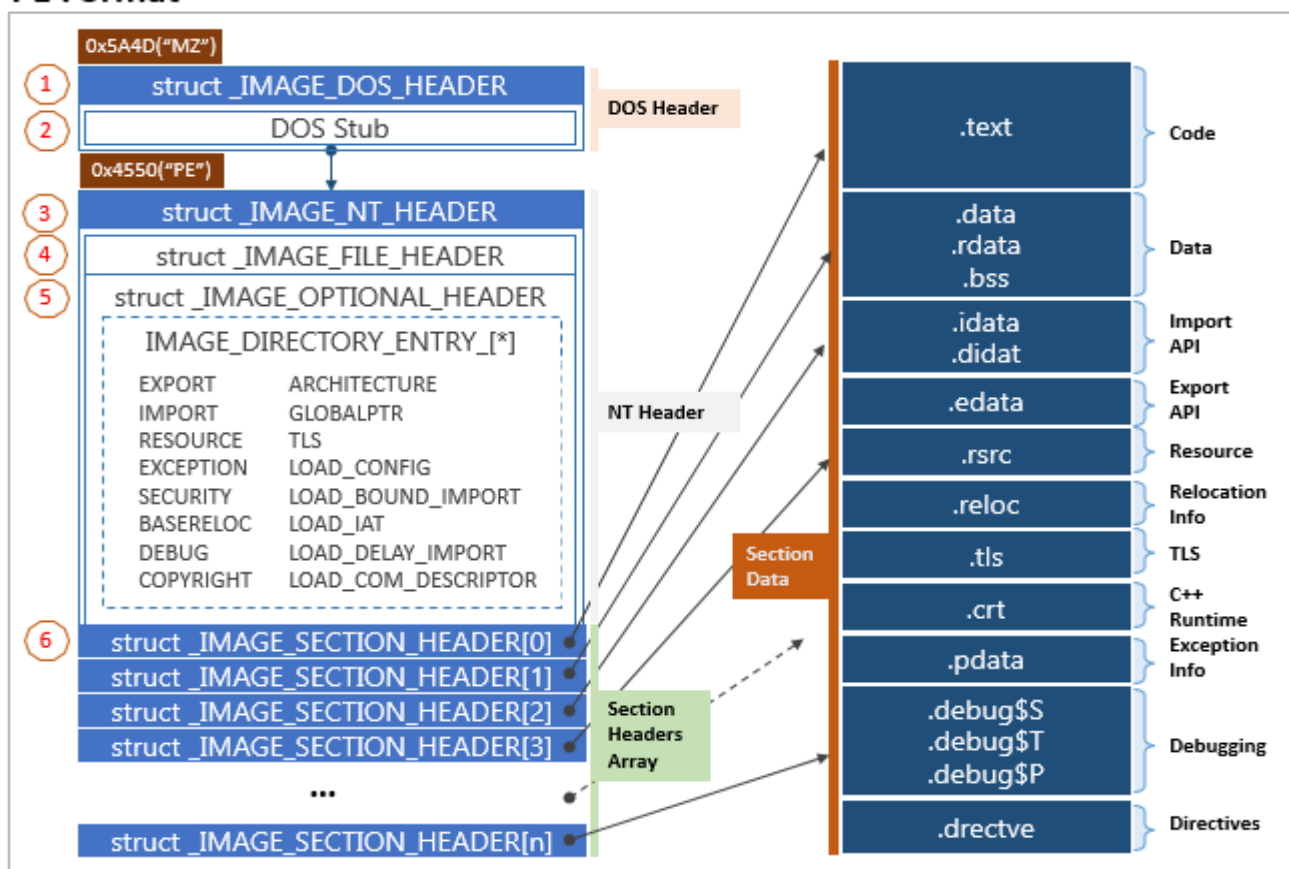 0x5A4D("MZ")
1
struct _IMAGE_DOS_HEADER
2
DOS Stub
DOS Header
0x4550("PE")
3
struct _IMAGE_NT_HEADER
4
struct _IMAGE_FILE_HEADER
5
struct _IMAGE_OPTIONAL_HEADER
IMAGE_DIRECTORY_ENTRY_[*]
EXPORT ARCHITECTURE
IMPORT GLOBALPTR
RESOURCE TLS
EXCEPTION LOAD_CONFIG
SECURITY LOAD_BOUND_IMPORT
BASERELOC LOAD_IAT
DEBUG LOAD_DELAY_IMPORT
COPYRIGHT LOAD_COM_DESCRIPTOR
NT Header
6
struct _IMAGE_SECTION_HEADER[0]
struct _IMAGE_SECTION_HEADER[1]
struct _IMAGE_SECTION_HEADER[2]
struct _IMAGE_SECTION_HEADER[3]
...
struct _IMAGE_SECTION_HEADER[n]
Section
Headers
Array
Section
Data
.text
Code
.data
.rdata
.bss
Data
.idata
.didat
Import
API
.edata
Export
API
.rsrc
Resource
.reloc
Relocation
Info
.tls
TLS
.crt
C++
Runtime
.pdata
Exception
Info
.debug$S
.debug$T
.debug$P
Debugging
.drectve
Directives